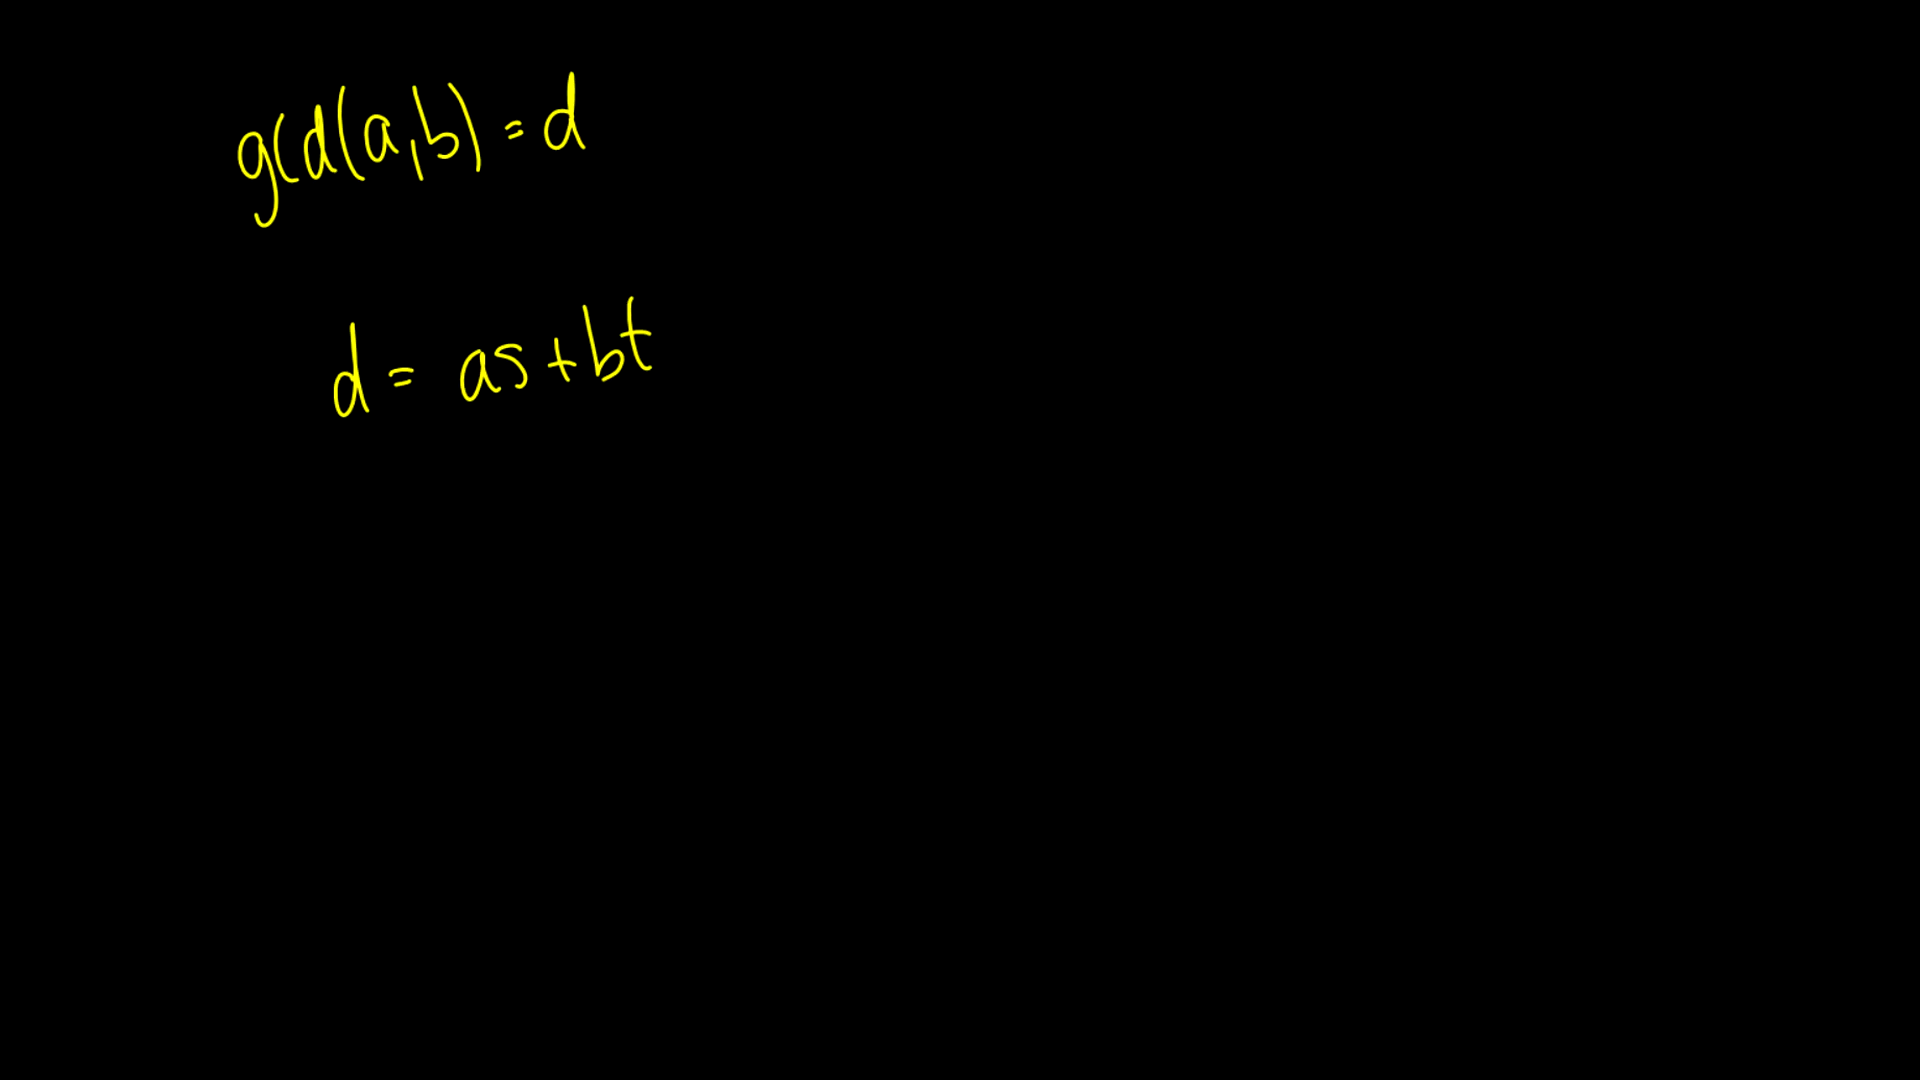 gcd(a,b) = d
d = as + bt